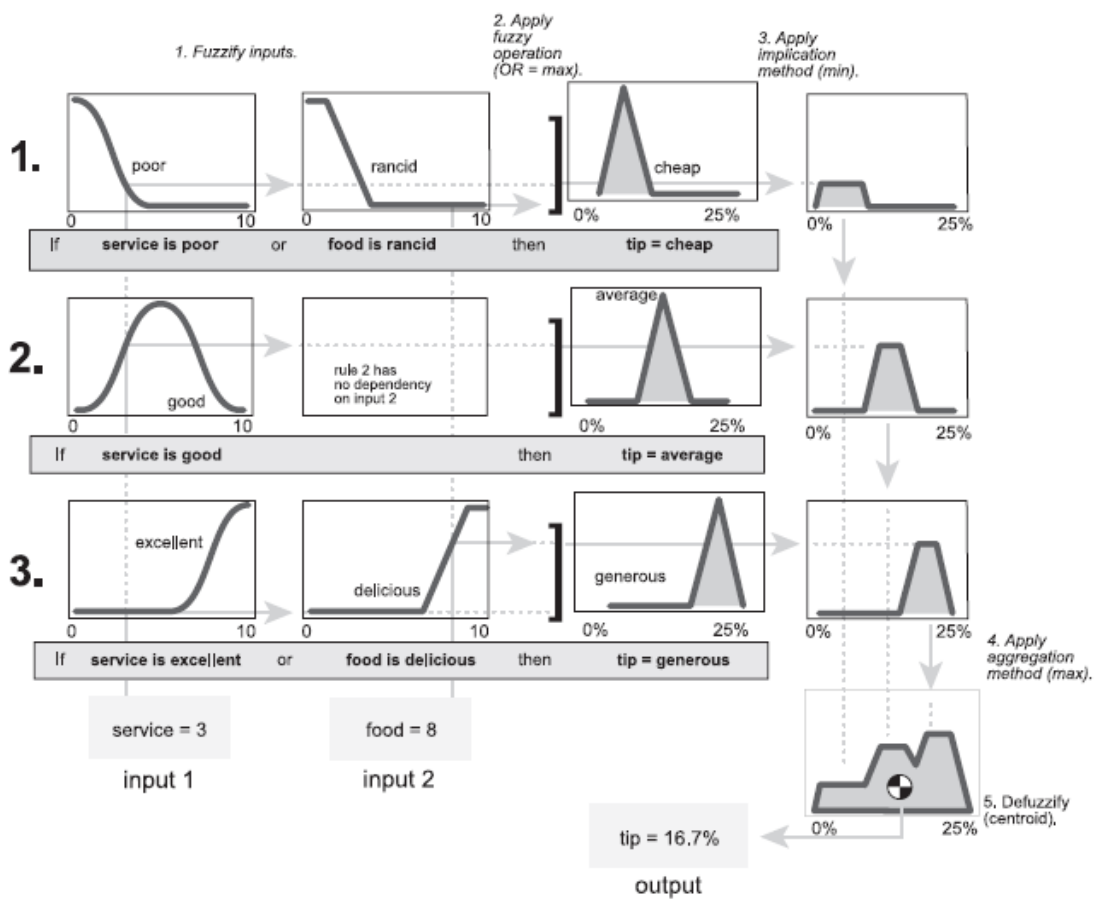 1. Fuzzify inputs.
2. Apply
fuzzy
operation
(OR = max).
3. Apply
implication
method (min).
1.
poor
rancid
cheap
0 10
0 10
0% 25%
0% 25%
If service is poor or food is rancid then tip = cheap
2.
good
rule 2 has
no dependency
on input 2
average
0 10
0% 25%
0% 25%
If service is good then tip = average
3.
excellent
delicious
generous
0 10
0 10
0% 25%
0% 25%
If service is excellent or food is delicious then tip = generous
4. Apply
aggregation
method (max).
service = 3
food = 8
input 1
input 2
0% 25%
5. Defuzzify
(centroid).
tip = 16.7%
output